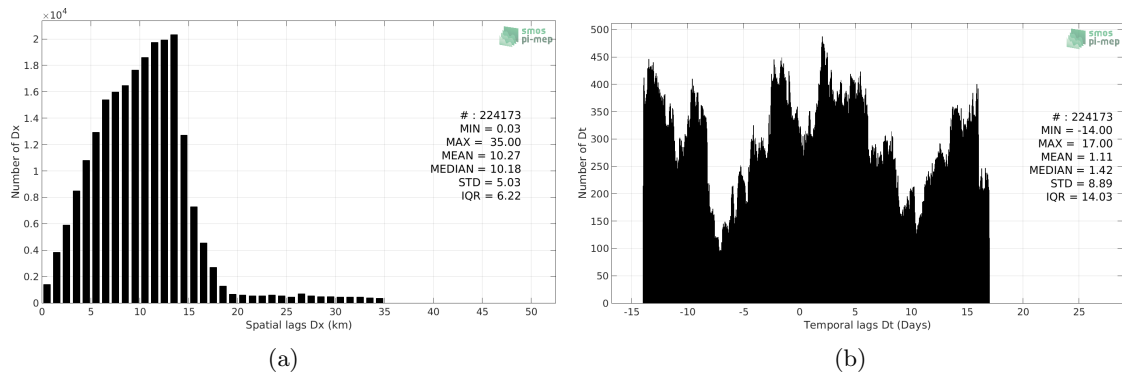 ×10⁴
2
1.8
1.6
1.4
1.2
1
0.8
0.6
0.4
0.2
0
Number of Dx
0 5 10 15 20 25 30 35 40 45 50
Spatial lags Dx (km)
smos
pi-mep
# : 224173
MIN = 0.03
MAX = 35.00
MEAN = 10.27
MEDIAN = 10.18
STD = 5.03
IQR = 6.22
(a)
500
450
400
350
300
250
200
150
100
50
0
Number of Dt
-15 -10 -5 0 5 10 15 20 25
Temporal lags Dt (Days)
smos
pi-mep
# : 224173
MIN = -14.00
MAX = 17.00
MEAN = 1.11
MEDIAN = 1.42
STD = 8.89
IQR = 14.03
(b)